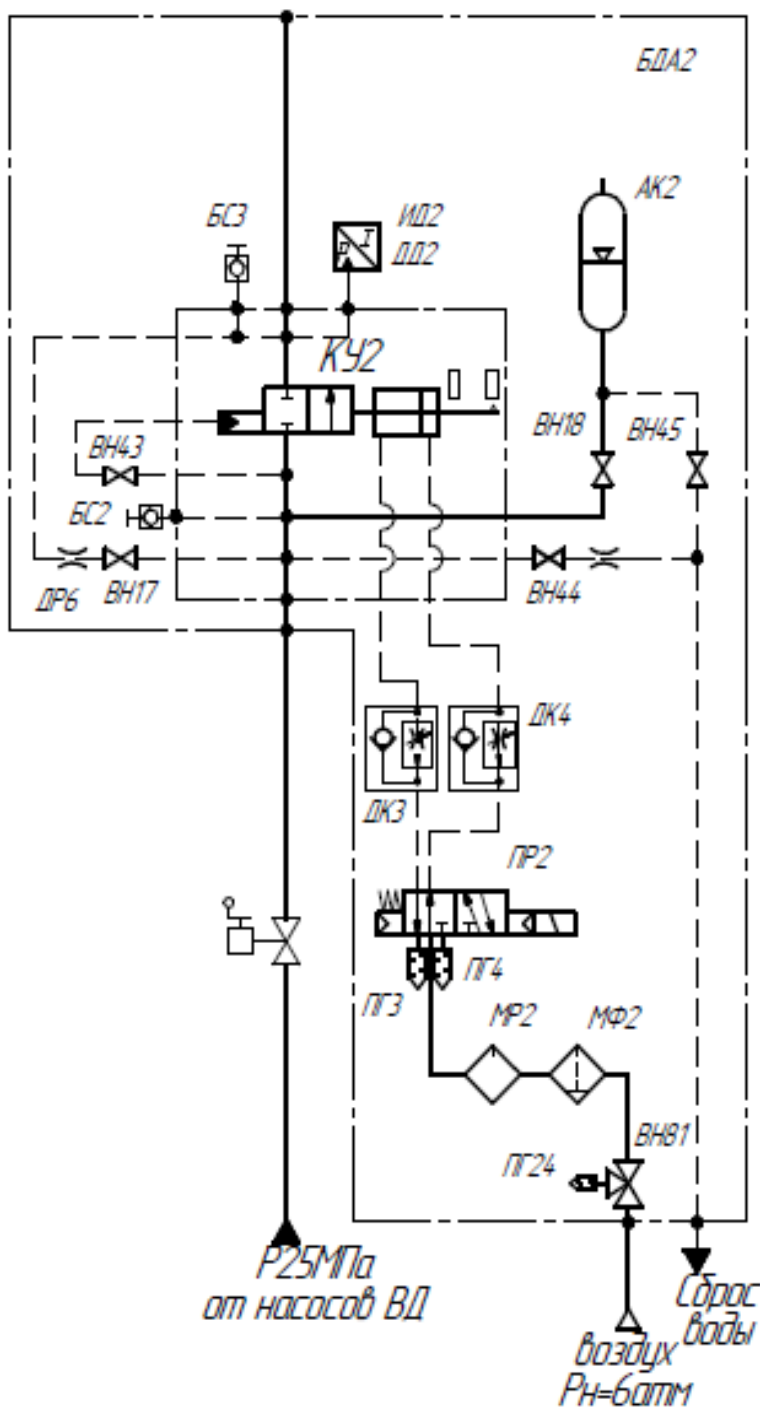 БДА2
АК2
БС3
ИД2
ДД2
КУ2
ВН43
ВН18
ВН45
БС2
ДР6
ВН17
ВН44
ДК4
ДК3
ПР2
ПГ4
ПГ3
МР2
МФ2
ВН81
ПГ24
Р25МПа
от насосов ВД
Сброс
воды
воздух
Рн=6атм